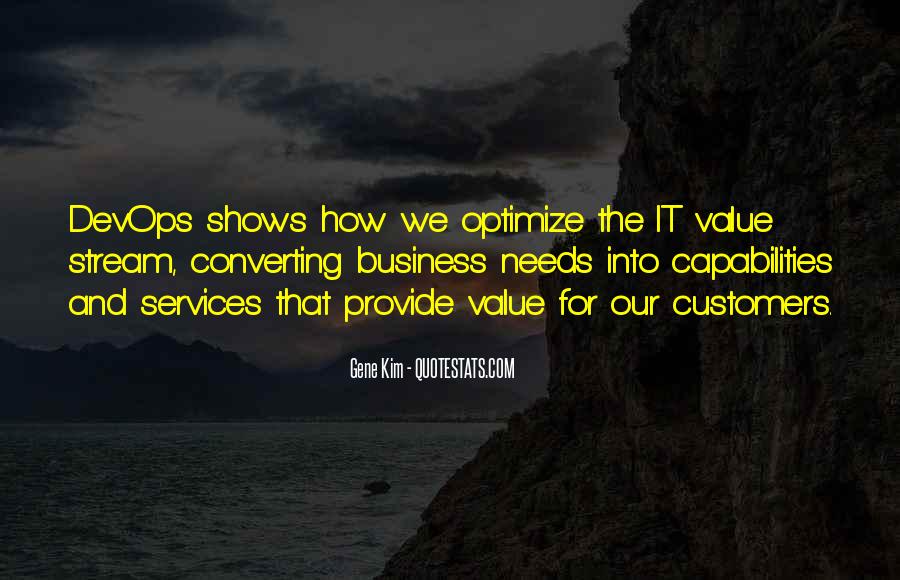 DevOps shows how we optimize the IT value
stream, converting business needs into capabilities
and services that provide value for our customers.
Gene Kim - QUOTESTATS.COM